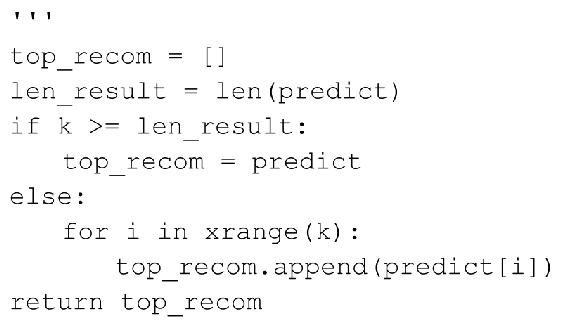 '''
top_recom = []
len_result = len(predict)
if k >= len_result:
    top_recom = predict
else:
    for i in xrange(k):
        top_recom.append(predict[i])
return top_recom